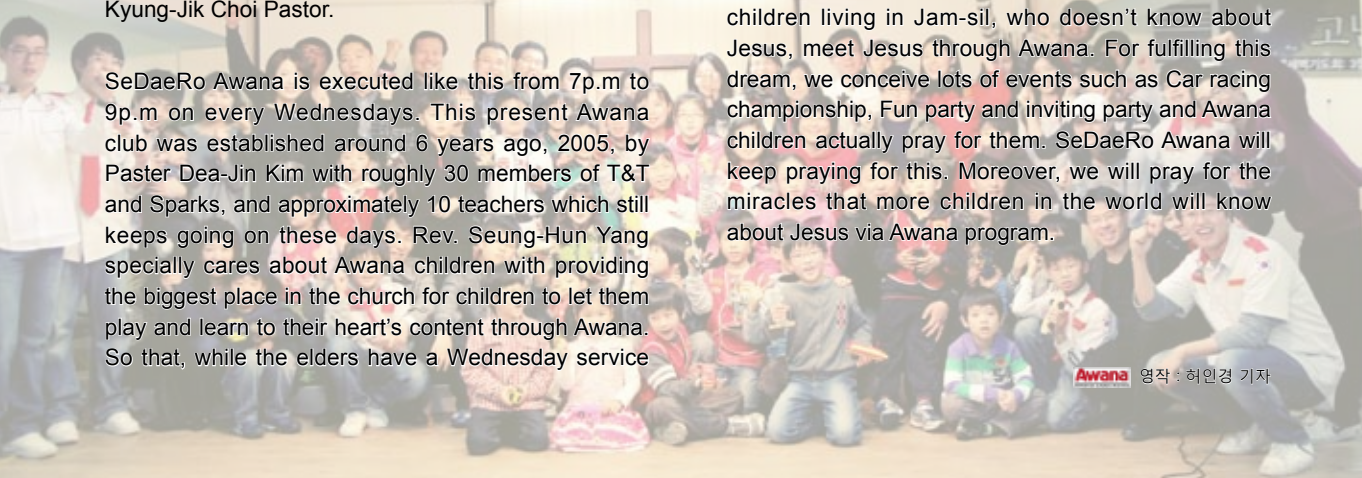 Kyung-Jik Choi Pastor.
SeDaeRo Awana is executed like this from 7p.m to
9p.m on every Wednesdays. This present Awana
club was established around 6 years ago, 2005, by
Paster Dea-Jin Kim with roughly 30 members of T&T
and Sparks, and approximately 10 teachers which still
keeps going on these days. Rev. Seung-Hun Yang
specially cares about Awana children with providing
the biggest place in the church for children to let them
play and learn to their heart's content through Awana.
So that, while the elders have a Wednesday service
children living in Jam-sil, who doesn't know about
Jesus, meet Jesus through Awana. For fulfilling this
dream, we conceive lots of events such as Car racing
championship, Fun party and inviting party and Awana
children actually pray for them. SeDaeRo Awana will
keep praying for this. Moreover, we will pray for the
miracles that more children in the world will know
about Jesus via Awana program.
Awana 영작 : 허인경 기자